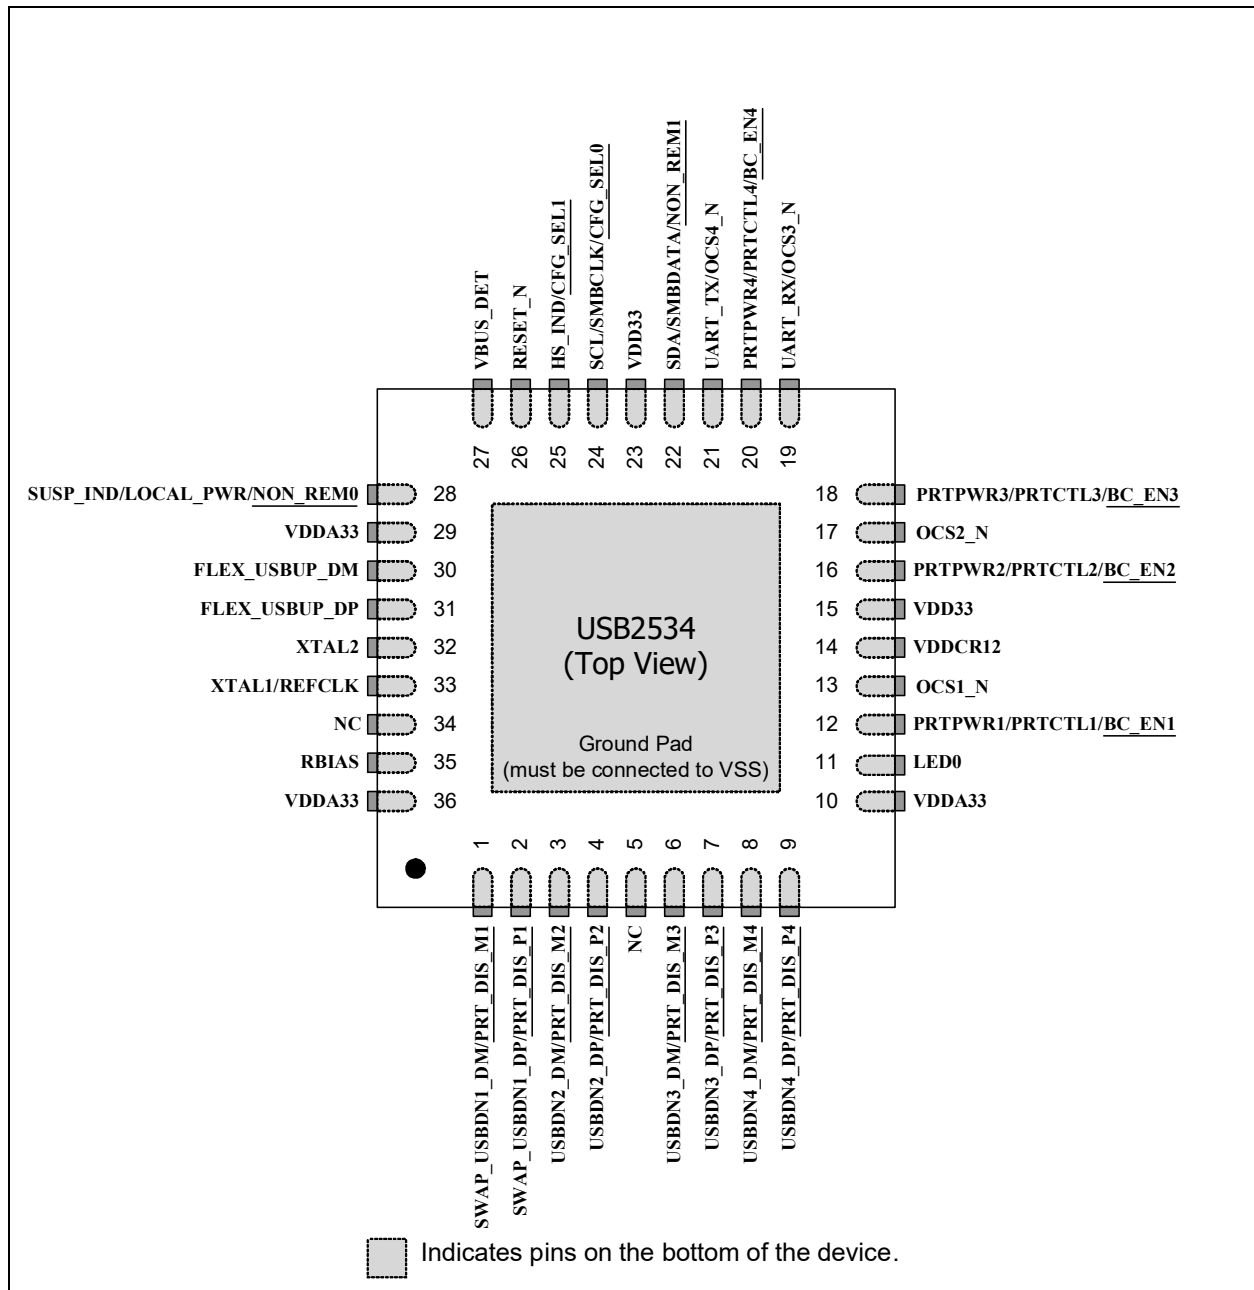 VBUS_DET
RESET_N
HS_IND/CFG_SEL1
SCL/SMBCLK/CFG_SEL0
VDD33
SDA/SMBDATA/NON_REM1
UART_TX/OCS4_N
PRTPWR4/PRTCTL4/BC_EN4
UART_RX/OCS3_N
27
26
25
24
23
22
21
20
19
SUSP_IND/LOCAL_PWR/NON_REM0
28
VDDA33
29
FLEX_USBUP_DM
30
FLEX_USBUP_DP
31
XTAL2
32
XTAL1/REFCLK
33
NC
34
RBIAS
35
VDDA33
36
USB2534
(Top View)
Ground Pad
(must be connected to VSS)
18
PRTPWR3/PRTCTL3/BC_EN3
17
OCS2_N
16
PRTPWR2/PRTCTL2/BC_EN2
15
VDD33
14
VDDCR12
13
OCS1_N
12
PRTPWR1/PRTCTL1/BC_EN1
11
LED0
10
VDDA33
1
2
3
4
5
6
7
8
9
SWAP_USBDN1_DM/PRT_DIS_M1
SWAP_USBDN1_DP/PRT_DIS_P1
USBDN2_DM/PRT_DIS_M2
USBDN2_DP/PRT_DIS_P2
NC
USBDN3_DM/PRT_DIS_M3
USBDN3_DP/PRT_DIS_P3
USBDN4_DM/PRT_DIS_M4
USBDN4_DP/PRT_DIS_P4
Indicates pins on the bottom of the device.